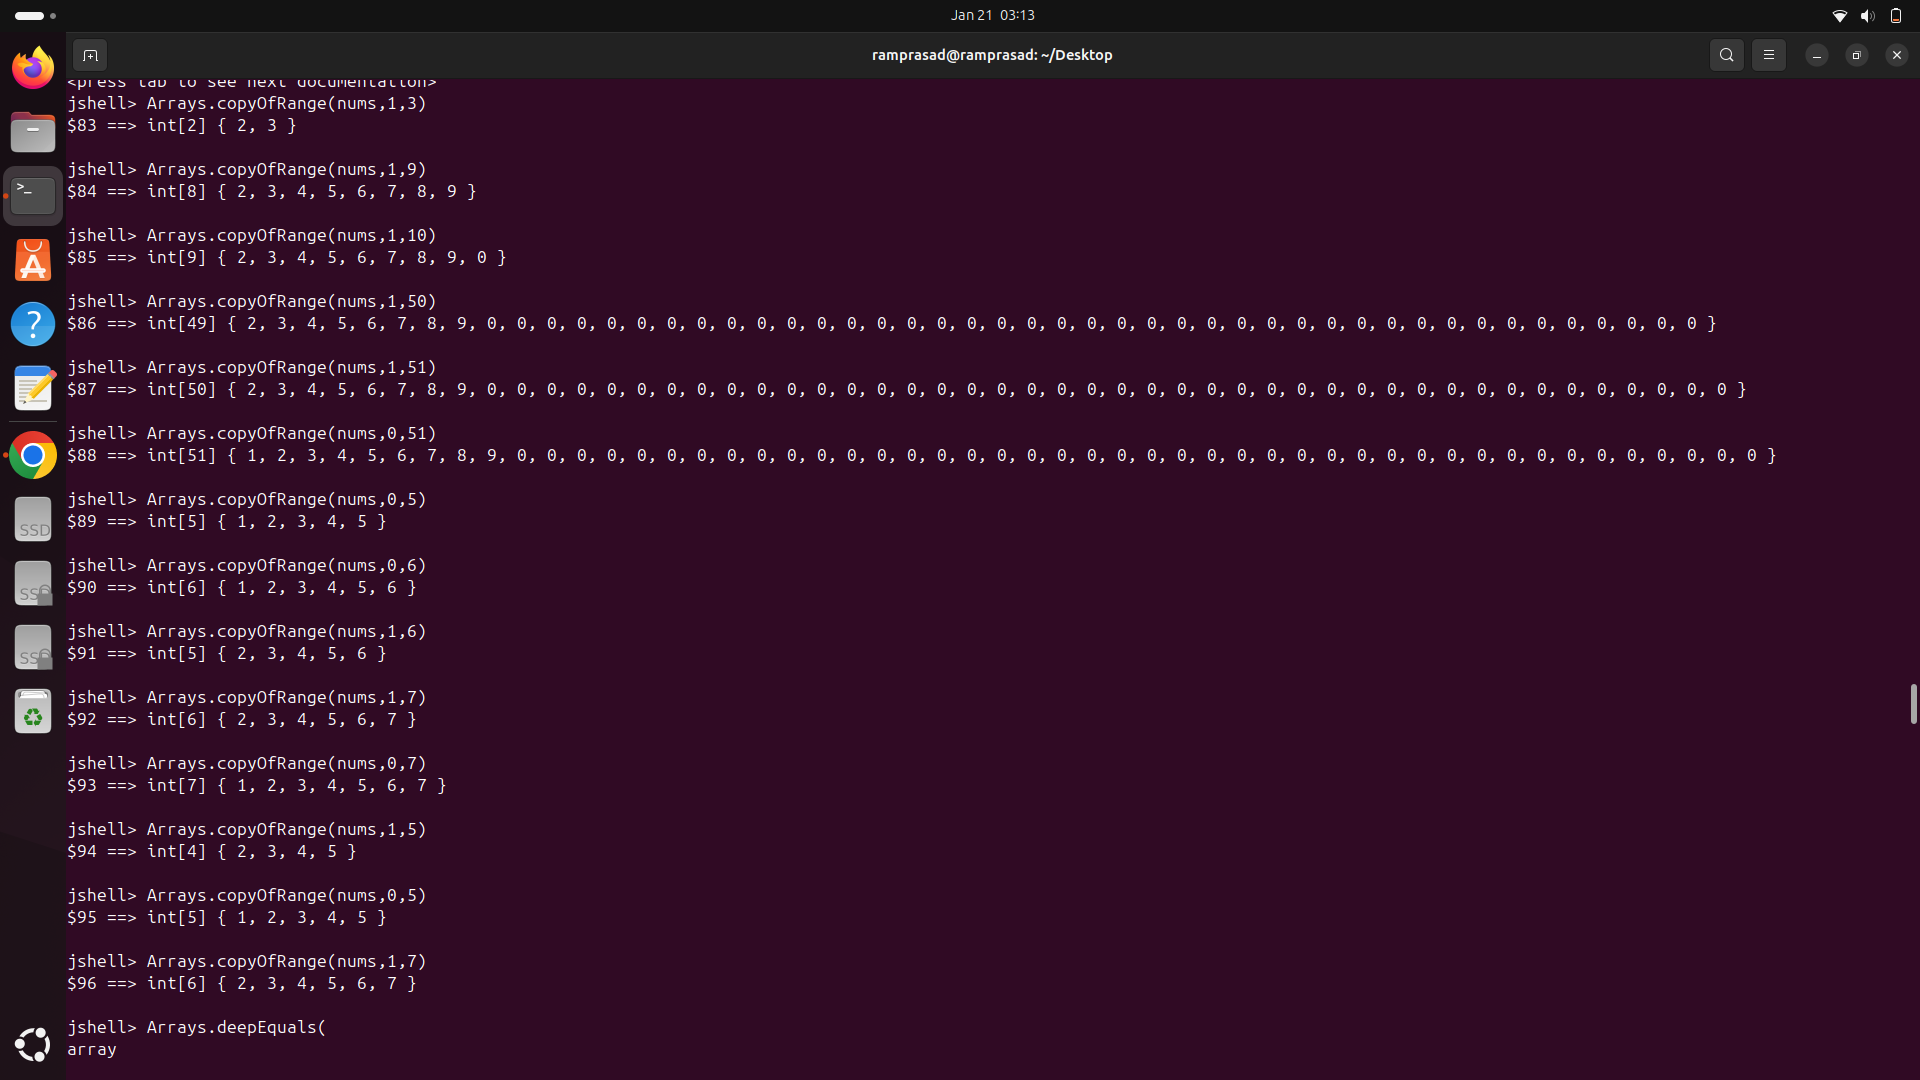 Jan 21 03:13
ramprasad@ramprasad: ~/Desktop
<press tab to see next documentation>
jshell> Arrays.copyOfRange(nums,1,3)
$83 ==> int[2] { 2, 3 }
jshell> Arrays.copyOfRange(nums,1,9)
$84 ==> int[8] { 2, 3, 4, 5, 6, 7, 8, 9 }
jshell> Arrays.copyOfRange(nums,1,10)
$85 ==> int[9] { 2, 3, 4, 5, 6, 7, 8, 9, 0 }
jshell> Arrays.copyOfRange(nums,1,50)
$86 ==> int[49] { 2, 3, 4, 5, 6, 7, 8, 9, 0, 0, 0, 0, 0, 0, 0, 0, 0, 0, 0, 0, 0, 0, 0, 0, 0, 0, 0, 0, 0, 0, 0, 0, 0, 0, 0, 0, 0, 0, 0, 0, 0, 0, 0, 0, 0, 0, 0, 0, 0 }
jshell> Arrays.copyOfRange(nums,1,51)
$87 ==> int[50] { 2, 3, 4, 5, 6, 7, 8, 9, 0, 0, 0, 0, 0, 0, 0, 0, 0, 0, 0, 0, 0, 0, 0, 0, 0, 0, 0, 0, 0, 0, 0, 0, 0, 0, 0, 0, 0, 0, 0, 0, 0, 0, 0, 0, 0, 0, 0, 0, 0, 0 }
jshell> Arrays.copyOfRange(nums,0,51)
$88 ==> int[51] { 1, 2, 3, 4, 5, 6, 7, 8, 9, 0, 0, 0, 0, 0, 0, 0, 0, 0, 0, 0, 0, 0, 0, 0, 0, 0, 0, 0, 0, 0, 0, 0, 0, 0, 0, 0, 0, 0, 0, 0, 0, 0, 0, 0, 0, 0, 0, 0, 0, 0, 0 }
jshell> Arrays.copyOfRange(nums,0,5)
$89 ==> int[5] { 1, 2, 3, 4, 5 }
jshell> Arrays.copyOfRange(nums,0,6)
$90 ==> int[6] { 1, 2, 3, 4, 5, 6 }
jshell> Arrays.copyOfRange(nums,1,6)
$91 ==> int[5] { 2, 3, 4, 5, 6 }
jshell> Arrays.copyOfRange(nums,1,7)
$92 ==> int[6] { 2, 3, 4, 5, 6, 7 }
jshell> Arrays.copyOfRange(nums,0,7)
$93 ==> int[7] { 1, 2, 3, 4, 5, 6, 7 }
jshell> Arrays.copyOfRange(nums,1,5)
$94 ==> int[4] { 2, 3, 4, 5 }
jshell> Arrays.copyOfRange(nums,0,5)
$95 ==> int[5] { 1, 2, 3, 4, 5 }
jshell> Arrays.copyOfRange(nums,1,7)
$96 ==> int[6] { 2, 3, 4, 5, 6, 7 }
jshell> Arrays.deepEquals(
array
SSD
SSD
SSD